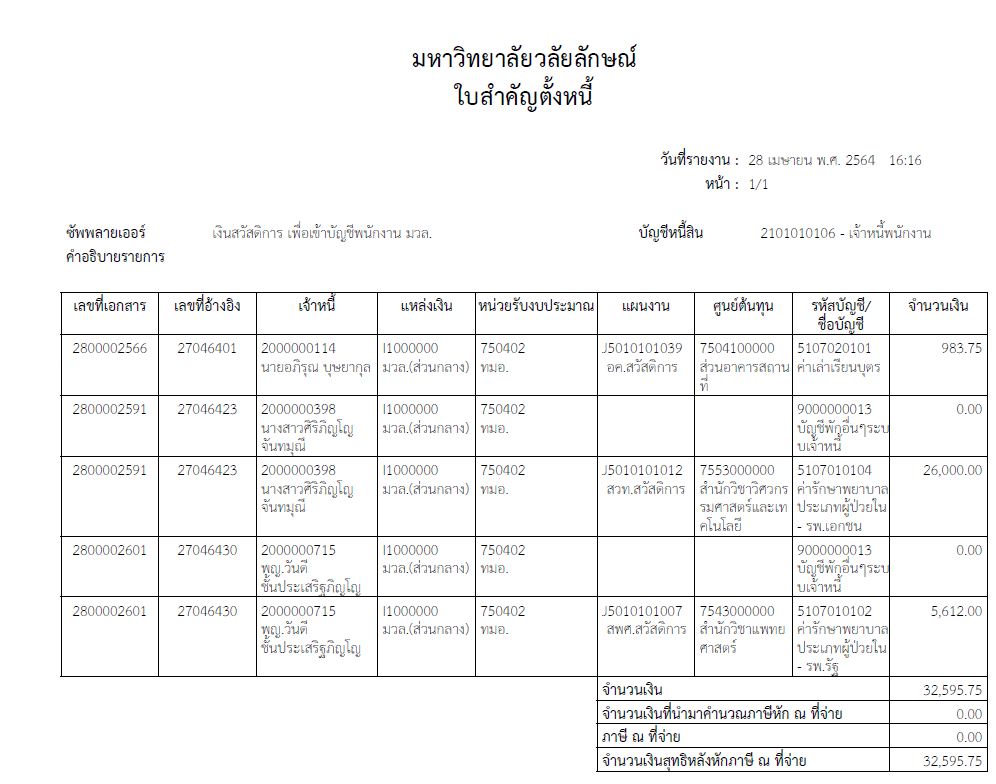 มหาวิทยาลัยวลัยลักษณ์
ใบสำคัญตั้งหนี้
วันที่รายงาน : 28 เมษายน พ.ศ. 2564 16:16
หน้า : 1/1
ซัพพลายเออร์ เงินสวัสดิการ เพื่อเข้าบัญชีพนักงาน มวล. บัญชีหนี้สิน 2101010106 - เจ้าหนี้พนักงาน
คำอธิบายรายการ
เลขที่เอกสาร เลขที่อ้างอิง เจ้าหนี้ แหล่งเงิน หน่วยรับงบประมาณ แผนงาน ศูนย์ต้นทุน รหัสบัญชี/ จำนวนเงิน
ชื่อบัญชี
2800002566 27046401 2000000114 I1000000 750402 J5010101039 7504100000 5107020101 983.75
นายอภิรุณ บุษยากุล มวล.(ส่วนกลาง) ทมอ. อค.สวัสดิการ ส่วนอาคารสถาน ค่าเล่าเรียนบุตร
ที่
2800002591 27046423 2000000398 I1000000 750402 9000000013 0.00
นางสาวศิริภิญโญ มวล.(ส่วนกลาง) ทมอ. บัญชีพักอื่นๆระบ
จันทมุณี บเจ้าหนี้
2800002591 27046423 2000000398 I1000000 750402 J5010101012 7553000000 5107010104 26,000.00
นางสาวศิริภิญโญ มวล.(ส่วนกลาง) ทมอ. สวท.สวัสดิการ สำนักวิชาวิศวกร ค่ารักษาพยาบาล
จันทมุณี รมศาสตร์และเท ประเภทผู้ป่วยใน
คโนโลยี - รพ.เอกชน
2800002601 27046430 2000000715 I1000000 750402 9000000013 0.00
พญ.วันดี มวล.(ส่วนกลาง) ทมอ. บัญชีพักอื่นๆระบ
ชั้นประเสริฐภิญโญ บเจ้าหนี้
2800002601 27046430 2000000715 I1000000 750402 J5010101007 7543000000 5107010102 5,612.00
พญ.วันดี มวล.(ส่วนกลาง) ทมอ. สพศ.สวัสดิการ สำนักวิชาแพทย ค่ารักษาพยาบาล
ชั้นประเสริฐภิญโญ ศาสตร์ ประเภทผู้ป่วยใน
- รพ.รัฐ
จำนวนเงิน 32,595.75
จำนวนเงินที่นำมาคำนวณภาษีหัก ณ ที่จ่าย 0.00
ภาษี ณ ที่จ่าย 0.00
จำนวนเงินสุทธิหลังหักภาษี ณ ที่จ่าย 32,595.75